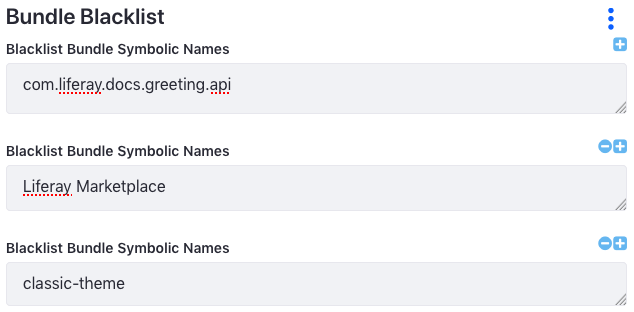 Bundle Blacklist
Blacklist Bundle Symbolic Names
com.liferay.docs.greeting.api
Blacklist Bundle Symbolic Names
Liferay Marketplace
Blacklist Bundle Symbolic Names
classic-theme